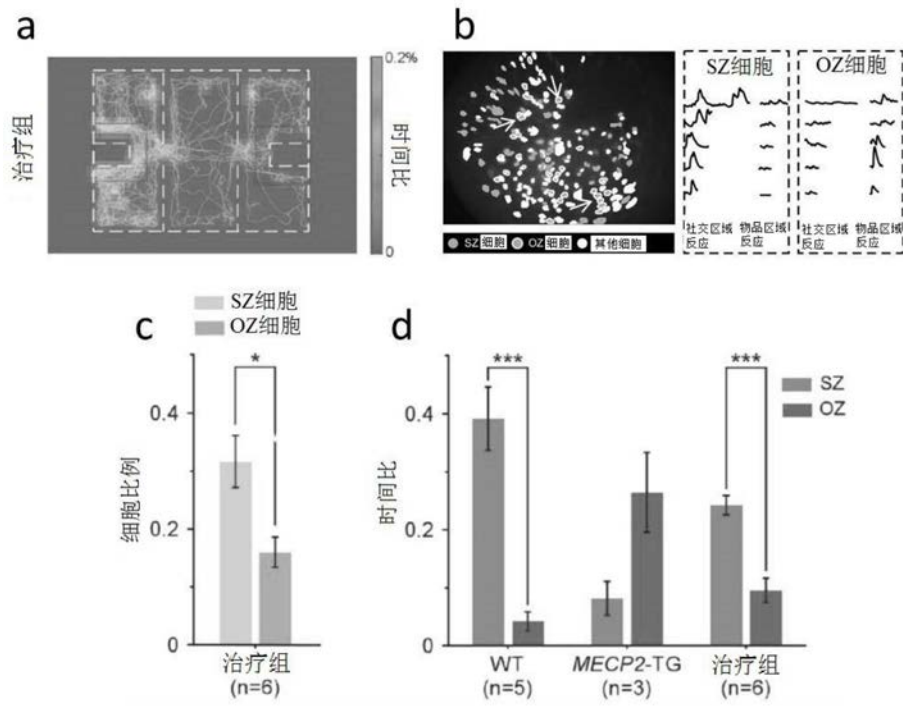 a
治疗组
0.2%
时间比
0
b
SZ细胞 OZ细胞 其他细胞
SZ细胞
社交区域反应
物品区域反应
OZ细胞
社交区域反应
物品区域反应
c
SZ细胞
OZ细胞
*
细胞比例
0.4
0.2
0
治疗组
(n=6)
d
***
***
SZ
OZ
时间比
0.4
0.2
0
WT
(n=5)
MECP2-TG
(n=3)
治疗组
(n=6)